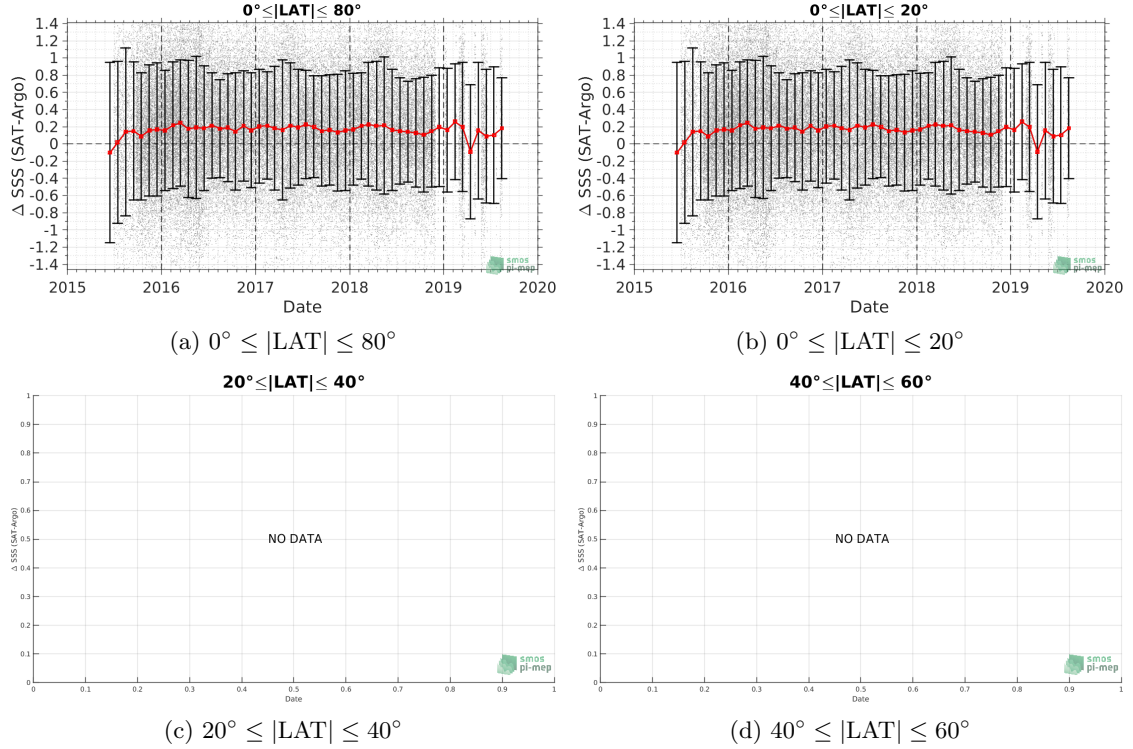 0°≤|LAT|≤ 80°
1.4
1.2
1
0.8
0.6
0.4
0.2
0
-0.2
-0.4
-0.6
-0.8
-1
-1.2
-1.4
Δ SSS (SAT-Argo)
2015 2016 2017 2018 2019 2020
Date
smos
pi-mep
(a) 0° ≤ |LAT| ≤ 80°
0°≤|LAT|≤ 20°
1.4
1.2
1
0.8
0.6
0.4
0.2
0
-0.2
-0.4
-0.6
-0.8
-1
-1.2
-1.4
Δ SSS (SAT-Argo)
2015 2016 2017 2018 2019 2020
Date
smos
pi-mep
(b) 0° ≤ |LAT| ≤ 20°
20°≤|LAT|≤ 40°
1
0.9
0.8
0.7
0.6
0.5
0.4
0.3
0.2
0.1
0
Δ SSS (SAT-Argo)
NO DATA
0 0.1 0.2 0.3 0.4 0.5 0.6 0.7 0.8 0.9 1
Date
smos
pi-mep
(c) 20° ≤ |LAT| ≤ 40°
40°≤|LAT|≤ 60°
1
0.9
0.8
0.7
0.6
0.5
0.4
0.3
0.2
0.1
0
Δ SSS (SAT-Argo)
NO DATA
0 0.1 0.2 0.3 0.4 0.5 0.6 0.7 0.8 0.9 1
Date
smos
pi-mep
(d) 40° ≤ |LAT| ≤ 60°